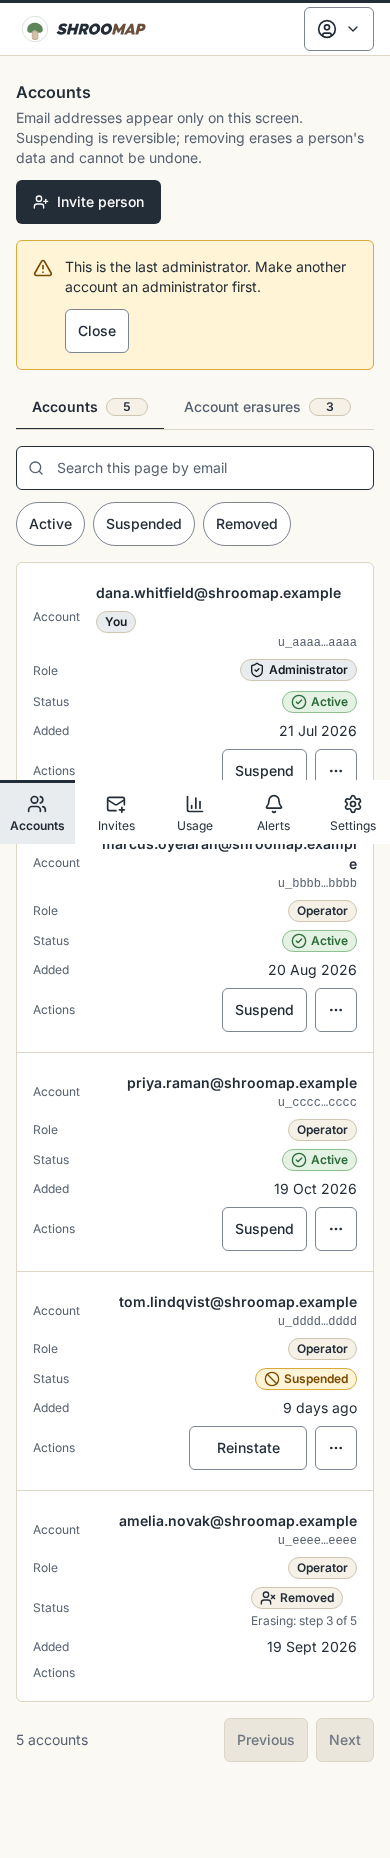 SHROOMAP
Accounts
Email addresses appear only on this screen.
Suspending is reversible; removing erases a person's
data and cannot be undone.
Invite person
This is the last administrator. Make another
account an administrator first.
Close
Accounts 5 Account erasures 3
Search this page by email
Active Suspended Removed
dana.whitfield@shroomap.example
Account You
u_aaaa…aaaa
Role Administrator
Status Active
Added 21 Jul 2026
Actions Suspend ...
Accounts Invites Usage Alerts Settings
marcus.oyelaran@shroomap.exampl
e
Account
u_bbbb…bbbb
Role Operator
Status Active
Added 20 Aug 2026
Actions Suspend ...
priya.raman@shroomap.example
Account
u_cccc…cccc
Role Operator
Status Active
Added 19 Oct 2026
Actions Suspend ...
tom.lindqvist@shroomap.example
Account
u_dddd…dddd
Role Operator
Status Suspended
Added 9 days ago
Actions Reinstate ...
amelia.novak@shroomap.example
Account
u_eeee…eeee
Role Operator
Removed
Status
Erasing: step 3 of 5
Added 19 Sept 2026
Actions
5 accounts Previous Next